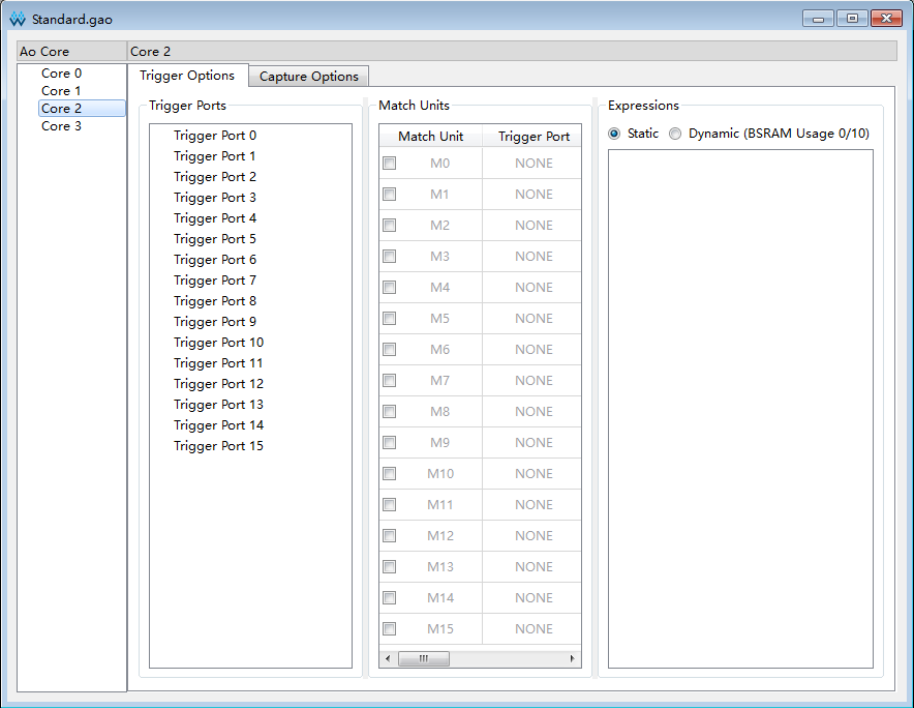 Standard.gao
Ao Core
Core 2
Core 0
Core 1
Core 2
Core 3
Trigger Options
Capture Options
Trigger Ports
Trigger Port 0
Trigger Port 1
Trigger Port 2
Trigger Port 3
Trigger Port 4
Trigger Port 5
Trigger Port 6
Trigger Port 7
Trigger Port 8
Trigger Port 9
Trigger Port 10
Trigger Port 11
Trigger Port 12
Trigger Port 13
Trigger Port 14
Trigger Port 15
Match Units
Match Unit Trigger Port
M0 NONE
M1 NONE
M2 NONE
M3 NONE
M4 NONE
M5 NONE
M6 NONE
M7 NONE
M8 NONE
M9 NONE
M10 NONE
M11 NONE
M12 NONE
M13 NONE
M14 NONE
M15 NONE
Expressions
Static Dynamic (BSRAM Usage 0/10)